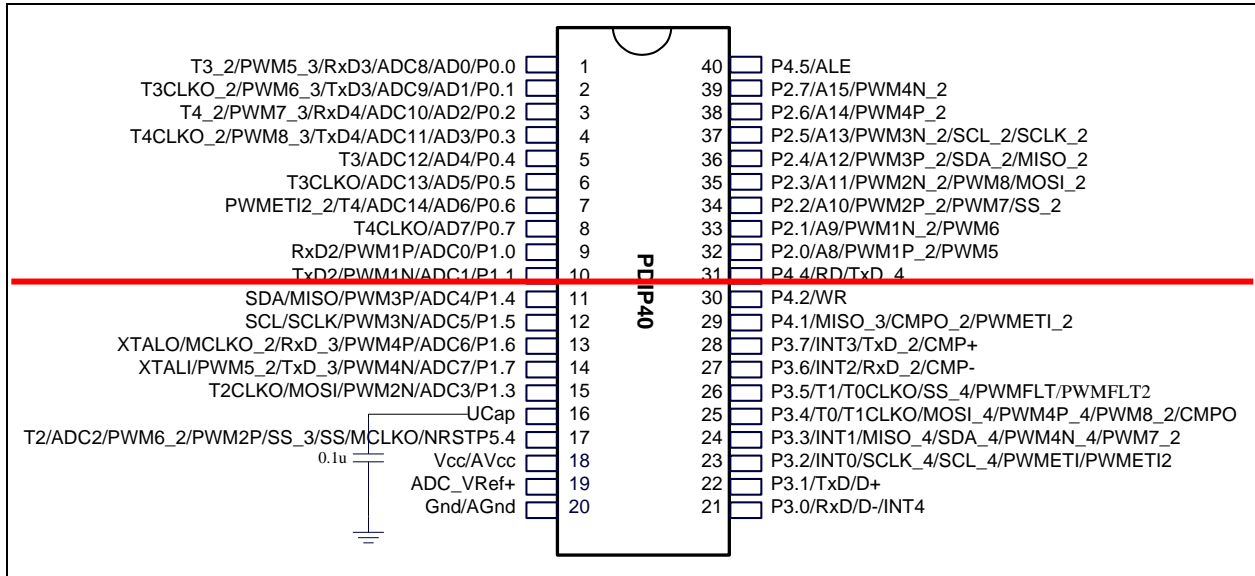 T3_2/PWM5_3/RxD3/ADC8/AD0/P0.0 1 40 P4.5/ALE
T3CLKO_2/PWM6_3/TxD3/ADC9/AD1/P0.1 2 39 P2.7/A15/PWM4N_2
T4_2/PWM7_3/RxD4/ADC10/AD2/P0.2 3 38 P2.6/A14/PWM4P_2
T4CLKO_2/PWM8_3/TxD4/ADC11/AD3/P0.3 4 37 P2.5/A13/PWM3N_2/SCL_2/SCLK_2
T3/ADC12/AD4/P0.4 5 36 P2.4/A12/PWM3P_2/SDA_2/MISO_2
T3CLKO/ADC13/AD5/P0.5 6 35 P2.3/A11/PWM2N_2/PWM8/MOSI_2
PWMETI2_2/T4/ADC14/AD6/P0.6 7 34 P2.2/A10/PWM2P_2/PWM7/SS_2
T4CLKO/AD7/P0.7 8 33 P2.1/A9/PWM1N_2/PWM6
RxD2/PWM1P/ADC0/P1.0 9 32 P2.0/A8/PWM1P_2/PWM5
TxD2/PWM1N/ADC1/P1.1 10 31 P4.4/RD/TxD_4
PDIP40
SDA/MISO/PWM3P/ADC4/P1.4 11 30 P4.2/WR
SCL/SCLK/PWM3N/ADC5/P1.5 12 29 P4.1/MISO_3/CMPO_2/PWMETI_2
XTALO/MCLKO_2/RxD_3/PWM4P/ADC6/P1.6 13 28 P3.7/INT3/TxD_2/CMP+
XTALI/PWM5_2/TxD_3/PWM4N/ADC7/P1.7 14 27 P3.6/INT2/RxD_2/CMP-
T2CLKO/MOSI/PWM2N/ADC3/P1.3 15 26 P3.5/T1/T0CLKO/SS_4/PWMFLT/PWMFLT2
UCap 16 25 P3.4/T0/T1CLKO/MOSI_4/PWM4P_4/PWM8_2/CMPO
T2/ADC2/PWM6_2/PWM2P/SS_3/SS/MCLKO/NRSTP5.4 17 24 P3.3/INT1/MISO_4/SDA_4/PWM4N_4/PWM7_2
0.1u
Vcc/AVcc 18 23 P3.2/INT0/SCLK_4/SCL_4/PWMETI/PWMETI2
ADC_VRef+ 19 22 P3.1/TxD/D+
Gnd/AGnd 20 21 P3.0/RxD/D-/INT4